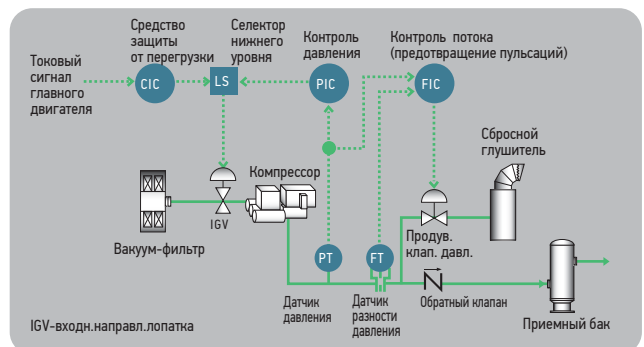 Токовый
сигнал
главного
двигателя
Средство
защиты
от перегрузки
Селектор
нижнего
уровня
Контроль
давления
Контроль потока
(предотвращение пульсаций)
CIC
LS
PIC
FIC
Сбросной
глушитель
Компрессор
IGV
Вакуум-фильтр
Продув.
клап. давл.
PT
FT
Датчик
давления
Датчик
разности
давления
Обратный клапан
Приемный бак
IGV-входн.направл.лопатка